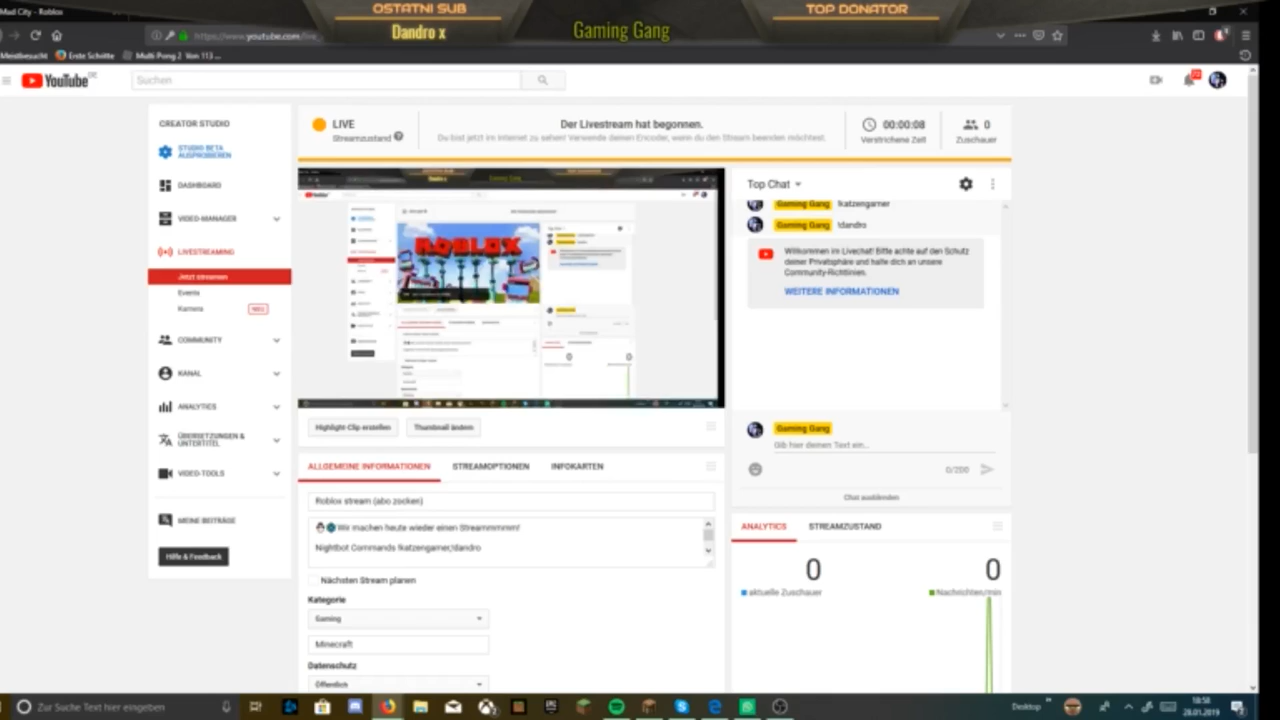 Mad City - Roblox
OSTATNI SUB
Dandro x
Gaming Gang
TOP DONATOR
https://www.youtube.com/live_
Meistbesucht
Erste Schritte
Multi Pong 2 Von 113 ...
YouTube DE
Suchen
CREATOR STUDIO
STUDIO BETA
AUSPROBIEREN
DASHBOARD
VIDEO-MANAGER
LIVESTREAMING
Jetzt streamen
Events
Kamera
NEU
COMMUNITY
KANAL
ANALYTICS
ÜBERSETZUNGEN &
UNTERTITEL
VIDEO-TOOLS
MEINE BEITRÄGE
Hilfe & Feedback
LIVE
Streamzustand
Der Livestream hat begonnen.
Du bist jetzt im Internet zu sehen! Verwende deinen Encoder, wenn du den Stream beenden möchtest.
00:00:08
Verstrichene Zeit
0
Zuschauer
ROBLOX
Highlight-Clip erstellen
Thumbnail ändern
ALLGEMEINE INFORMATIONEN
STREAMOPTIONEN
INFOKARTEN
Roblox stream (abo zocken)
Wir machen heute wieder einen Streammmmm!
Nightbot Commands !katzengamer,!dandro
Nächsten Stream planen
Kategorie
Gaming
Minecraft
Datenschutz
Öffentlich
Top Chat
Gaming Gang !katzengamer
Gaming Gang !dandro
Willkommen im Livechat! Bitte achte auf den Schutz
deiner Privatsphäre und halte dich an unsere
Community-Richtlinien.
WEITERE INFORMATIONEN
Gaming Gang
Gib hier deinen Text ein...
0/200
Chat ausblenden
ANALYTICS
STREAMZUSTAND
0
aktuelle Zuschauer
0
Nachrichten/min
Zur Suche Text hier eingeben
Desktop
18:58
28.01.2019